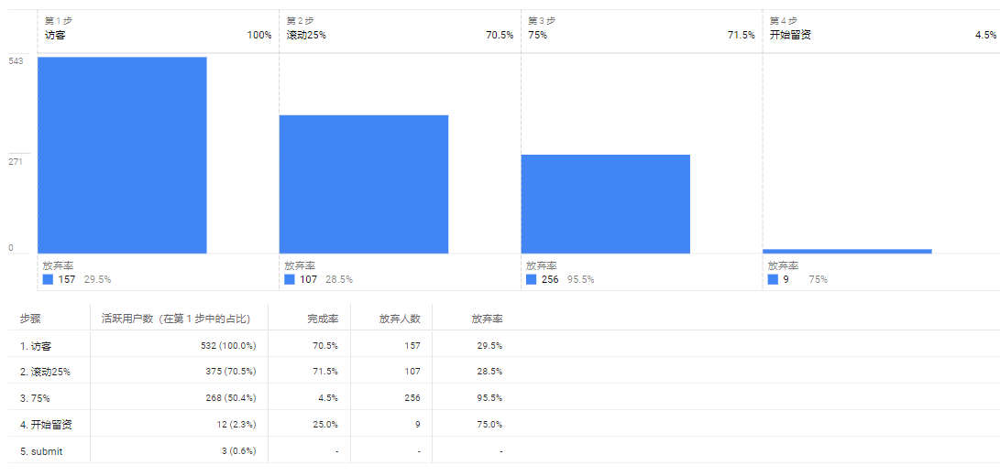 第 1 步 第 2 步 第 3 步 第 4 步
访客 100% 滚动25% 70.5% 75% 71.5% 开始留资 4.5%
543
271
0
放弃率 放弃率 放弃率 放弃率
157 29.5% 107 28.5% 256 95.5% 9 75%
步骤 活跃用户数（在第 1 步中的占比） 完成率 放弃人数 放弃率
1. 访客 532 (100.0%) 70.5% 157 29.5%
2. 滚动25% 375 (70.5%) 71.5% 107 28.5%
3. 75% 268 (50.4%) 4.5% 256 95.5%
4. 开始留资 12 (2.3%) 25.0% 9 75.0%
5. submit 3 (0.6%) - - -